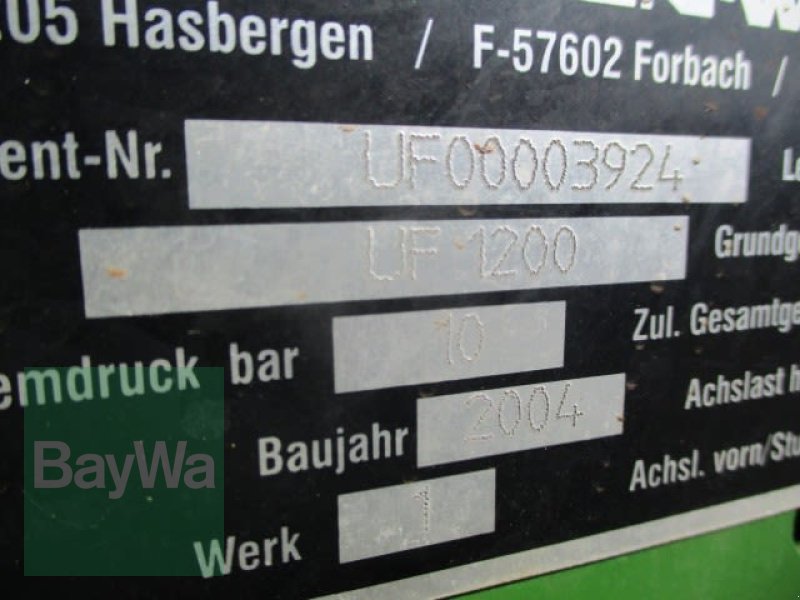 05 Hasbergen / F-57602 Forbach /
ent-Nr. UF00003924
UF 1200 Grundg
emdruck bar 10 Zul. Gesamtge
Baujahr 2004 Achslast h
Werk 1 Achsl. vorn/Stu
BayWa